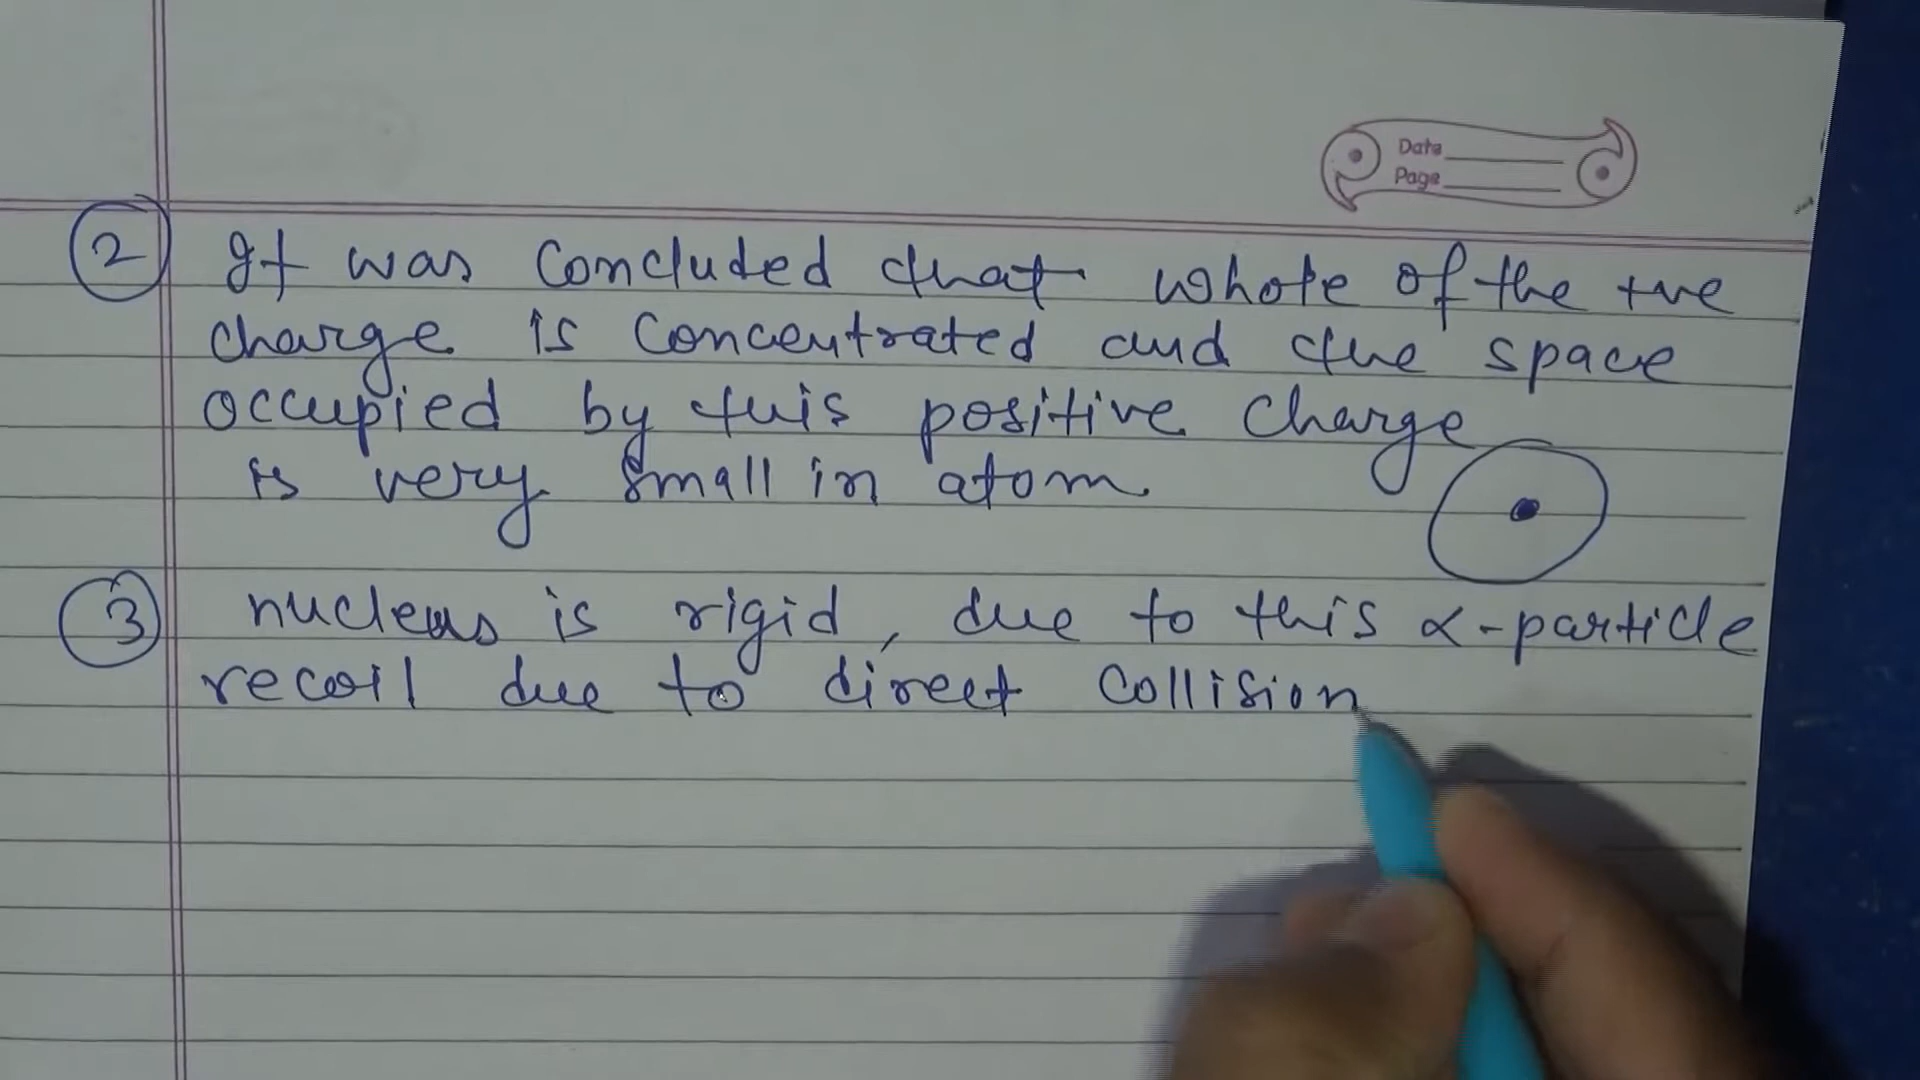 Date
Page
2 It was concluded that whole of the +ve
charge is concentrated and the space
occupied by this positive charge
is very small in atom.
3 nucleus is rigid, due to this α-particle
recoil due to direct collision